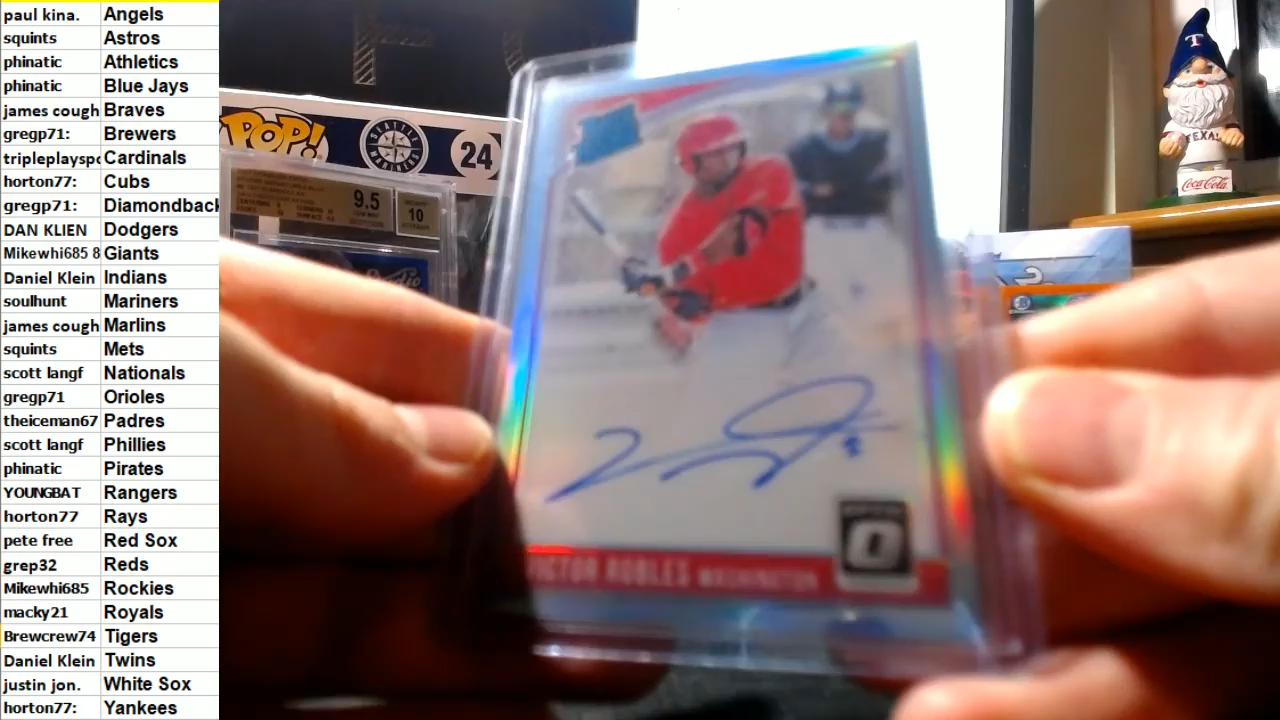 paul kina. Angels
squints Astros
phinatic Athletics
phinatic Blue Jays
james cough Braves
gregp71: Brewers
tripleplayspo Cardinals
horton77: Cubs
gregp71: Diamondback
DAN KLIEN Dodgers
Mikewhi685 8 Giants
Daniel Klein Indians
soulhunt Mariners
james cough Marlins
squints Mets
scott langf Nationals
gregp71 Orioles
theiceman67 Padres
scott langf Phillies
phinatic Pirates
YOUNGBAT Rangers
horton77 Rays
pete free Red Sox
grep32 Reds
Mikewhi685 Rockies
macky21 Royals
Brewcrew74 Tigers
Daniel Klein Twins
justin jon. White Sox
horton77: Yankees
POP!
SEATTLE
MARINERS
24
9.5
10
VICTOR ROBLES WASHINGTON
O
T
TEXAS
Coca-Cola